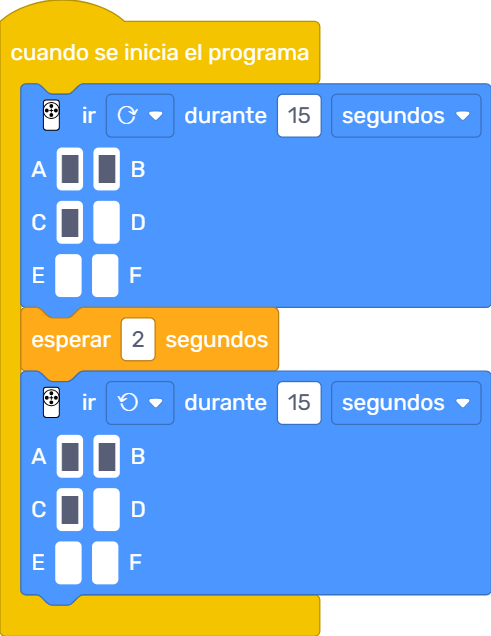 cuando se inicia el programa
ir durante 15 segundos
A B
C D
E F
esperar 2 segundos
ir durante 15 segundos
A B
C D
E F